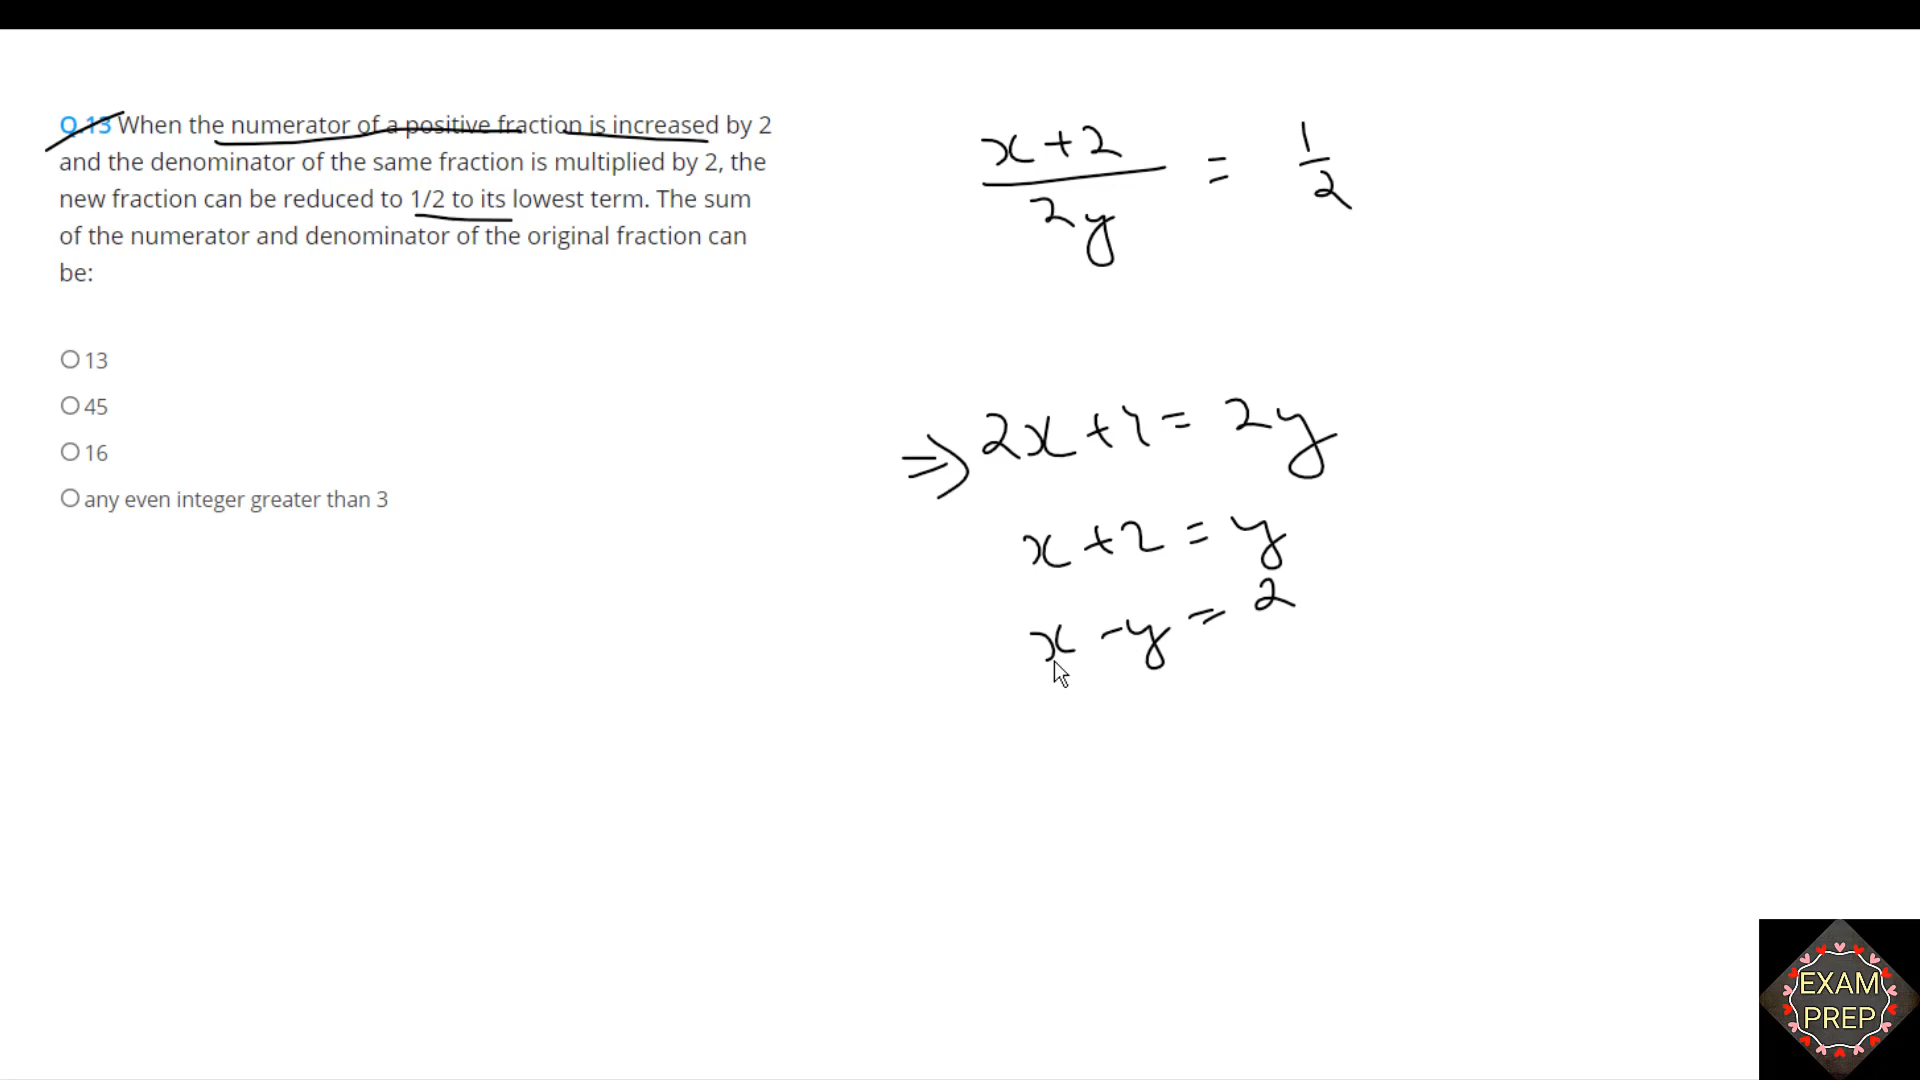 Q.13 When the numerator of a positive fraction is increased by 2
and the denominator of the same fraction is multiplied by 2, the
new fraction can be reduced to 1/2 to its lowest term. The sum
of the numerator and denominator of the original fraction can
be:
13
45
16
any even integer greater than 3
x+2 / 2y = 1/2
⇒ 2x+4 = 2y
x+2 = y
x-y = 2
EXAM
PREP